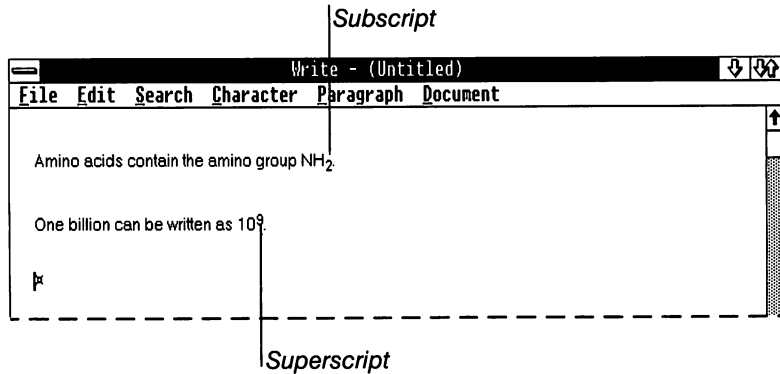 Subscript
Write - (Untitled)
File Edit Search Character Paragraph Document
Amino acids contain the amino group NH₂.
One billion can be written as 10⁹.
¤
Superscript